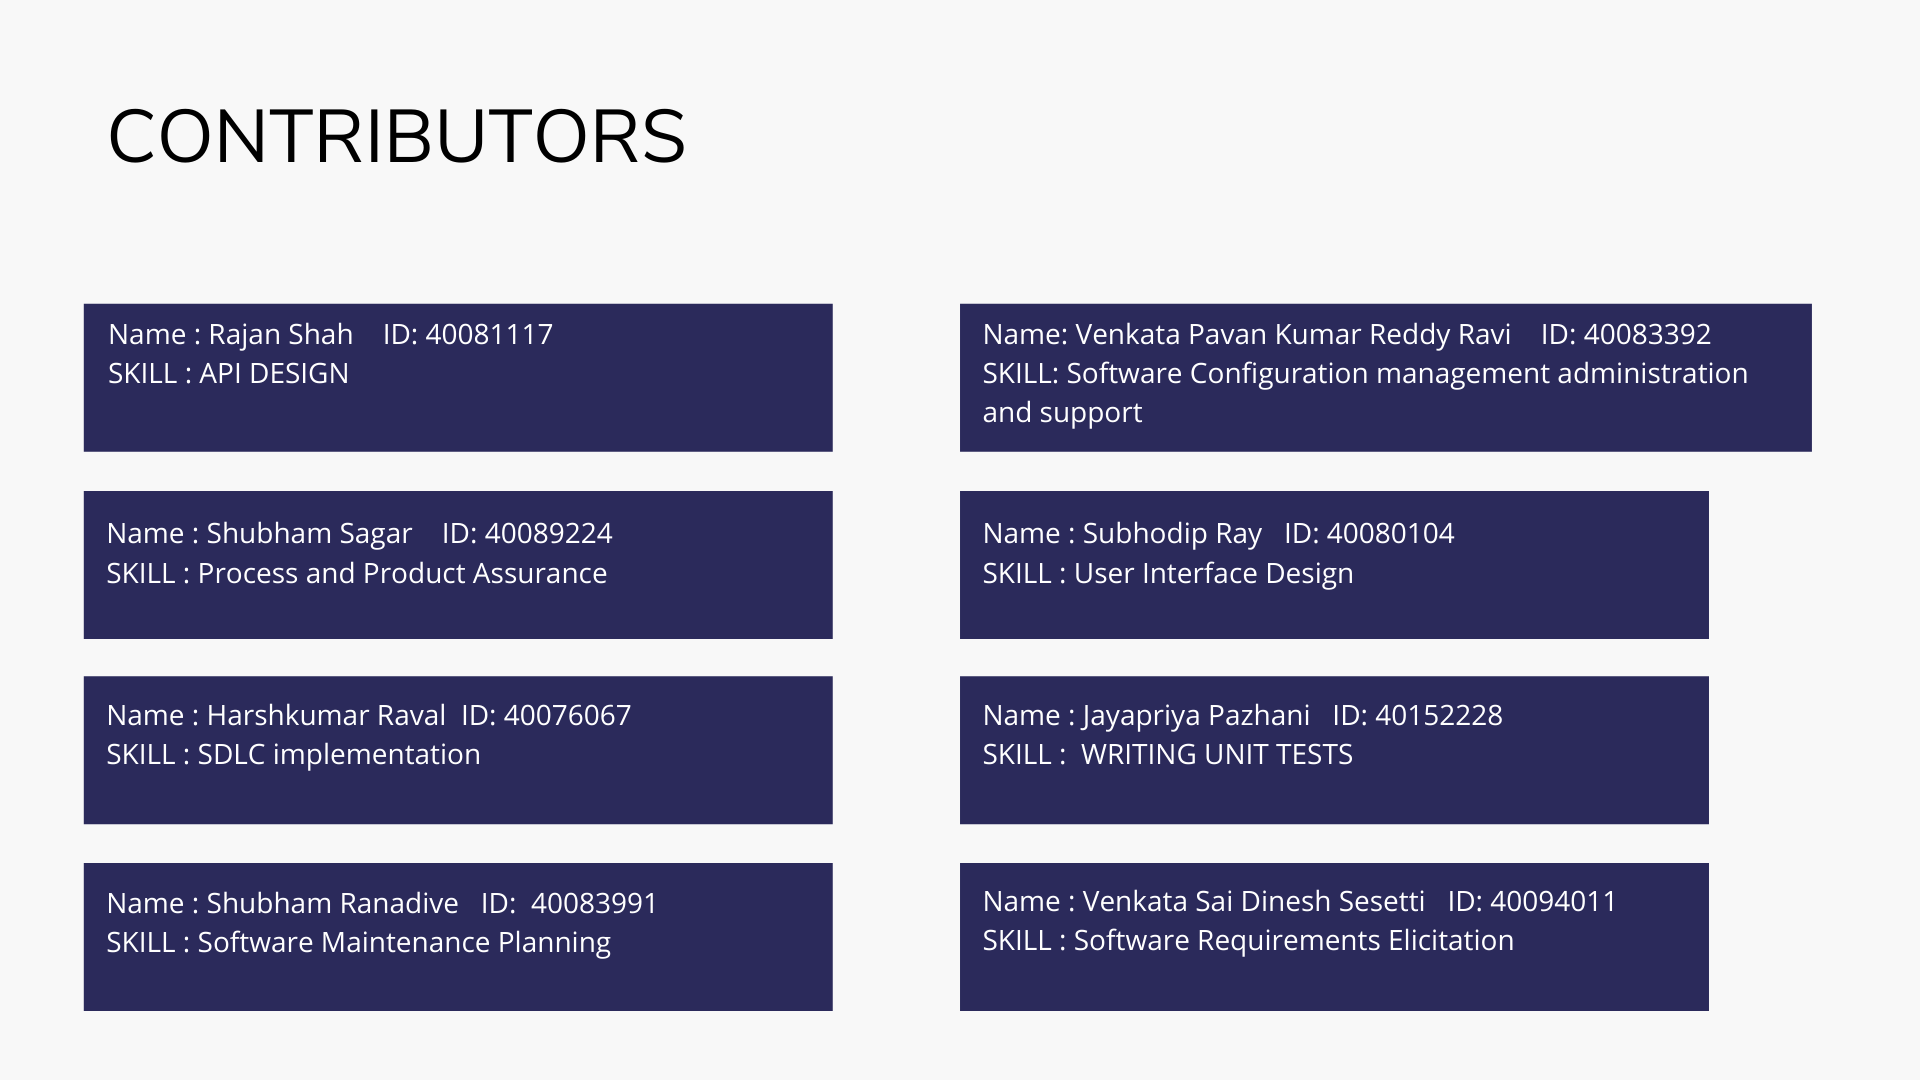 CONTRIBUTORS
Name : Rajan Shah    ID: 40081117
SKILL : API DESIGN
Name: Venkata Pavan Kumar Reddy Ravi    ID: 40083392
SKILL: Software Configuration management administration
and support
Name : Shubham Sagar    ID: 40089224
SKILL : Process and Product Assurance
Name : Subhodip Ray   ID: 40080104
SKILL : User Interface Design
Name : Harshkumar Raval  ID: 40076067
SKILL : SDLC implementation
Name : Jayapriya Pazhani   ID: 40152228
SKILL :  WRITING UNIT TESTS
Name : Shubham Ranadive   ID:  40083991
SKILL : Software Maintenance Planning
Name : Venkata Sai Dinesh Sesetti   ID: 40094011
SKILL : Software Requirements Elicitation